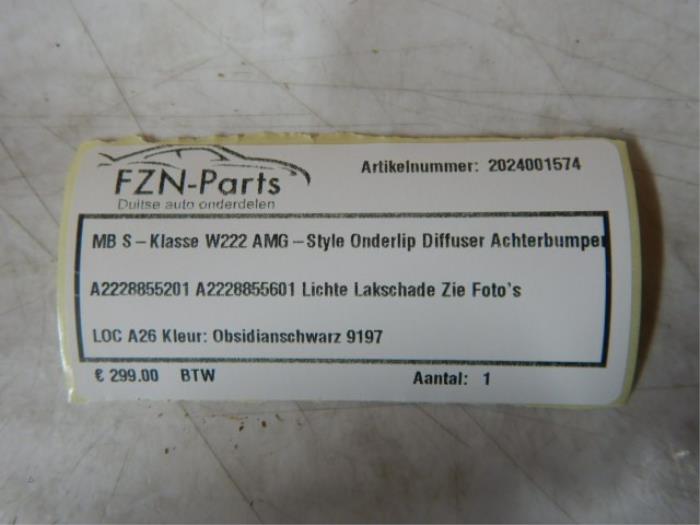 FZN-Parts
Duitse auto onderdelen
Artikelnummer: 2024001574
MB S-Klasse W222 AMG-Style Onderlip Diffuser Achterbumper
A2228855201 A2228855601 Lichte Lakschade Zie Foto's
LOC A26 Kleur: Obsidianschwarz 9197
€ 299.00 BTW Aantal: 1